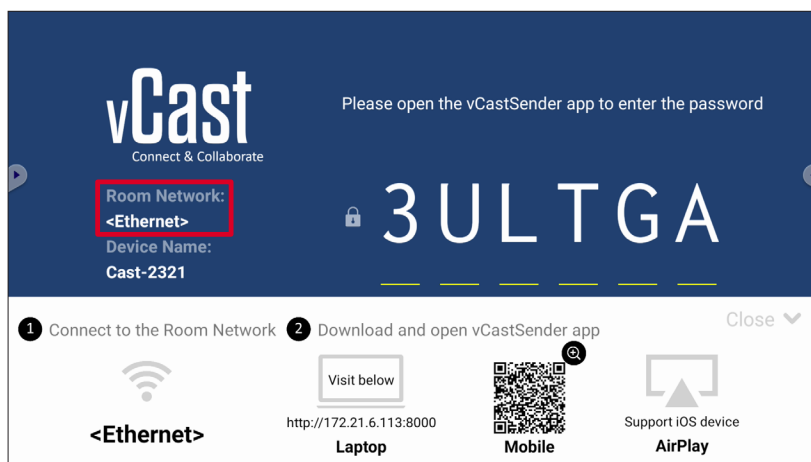 vCast
Connect & Collaborate
Please open the vCastSender app to enter the password
Room Network:
<Ethernet>
Device Name:
Cast-2321
3ULTGA
1 Connect to the Room Network
2 Download and open vCastSender app
Close
<Ethernet>
Visit below
http://172.21.6.113:8000
Laptop
Mobile
Support iOS device
AirPlay